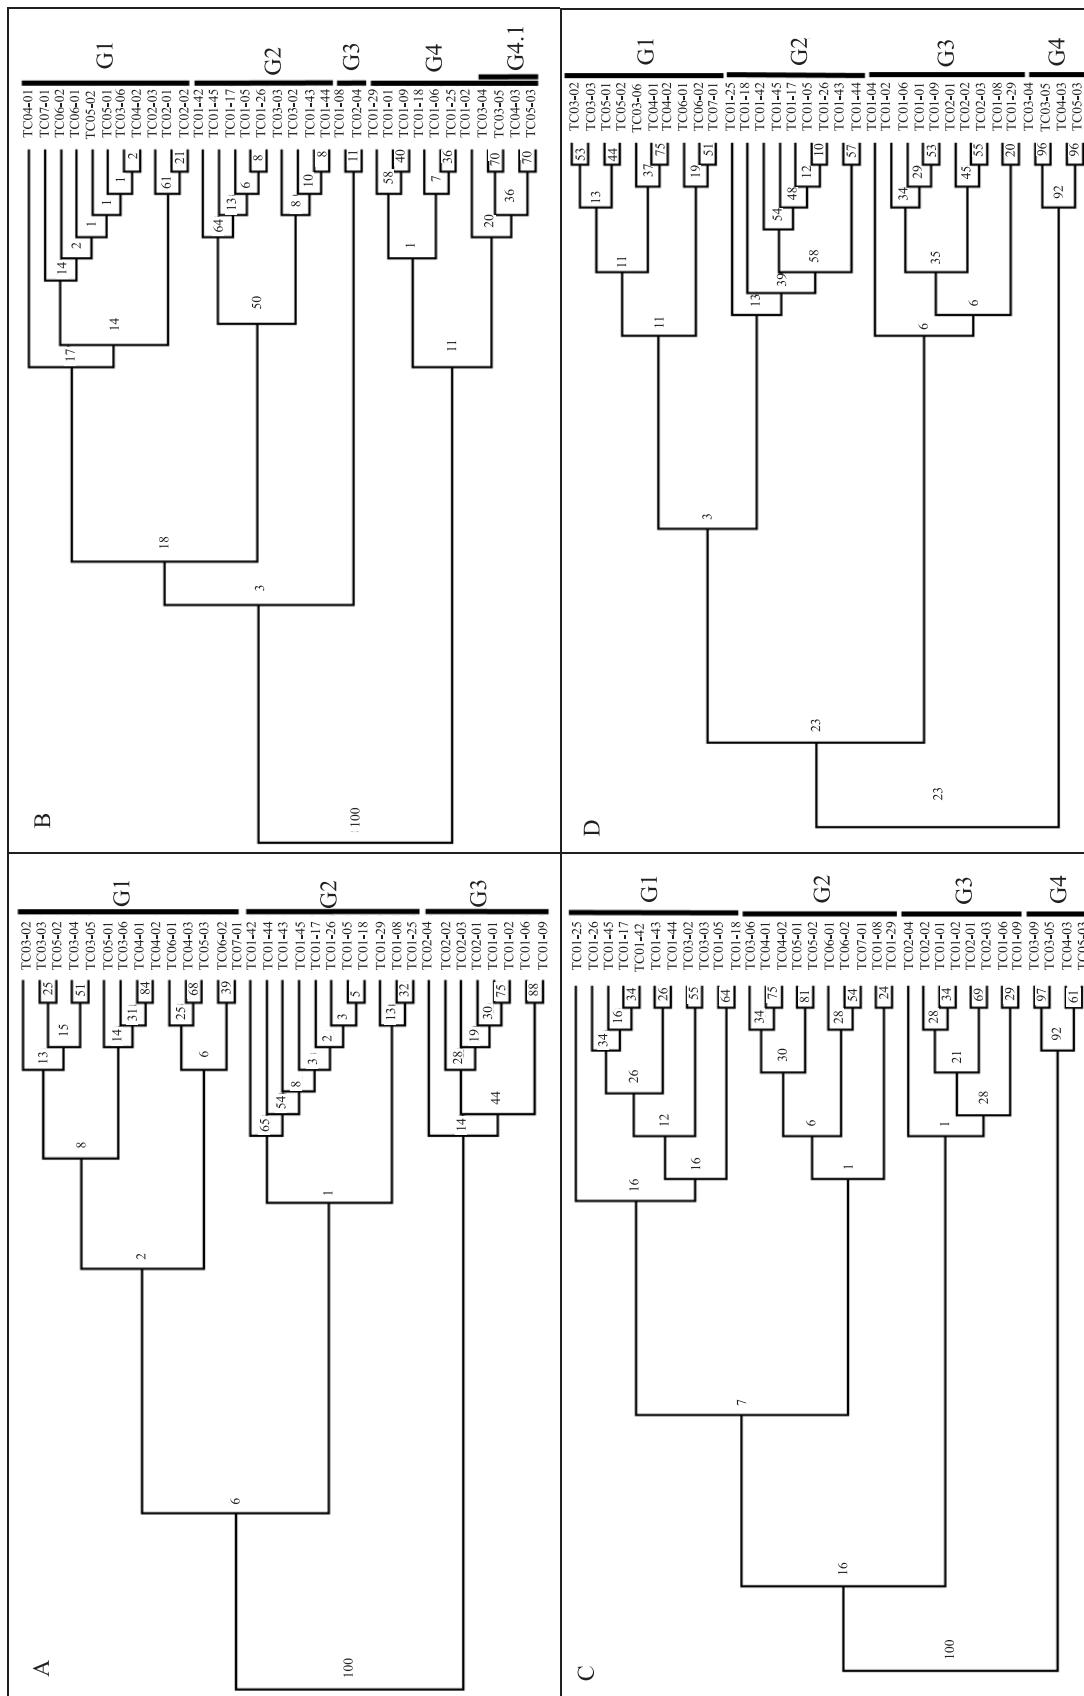 A
TC03-02
TC03-03
TC05-02
TC03-04
TC03-05
TC05-01
TC03-06
TC04-01
TC04-02
TC06-01
TC04-03
TC05-03
TC06-02
TC07-01
TC01-42
TC01-44
TC01-43
TC01-45
TC01-17
TC01-26
TC01-05
TC01-18
TC01-29
TC01-08
TC01-25
TC02-04
TC02-02
TC02-03
TC02-01
TC01-01
TC01-02
TC01-06
TC01-09
G1
G2
G3
25
51
15
13
84
31
14
8
68
25
39
6
2
5
3
2
3
8
54
65
32
13
1
6
75
30
19
28
88
44
14
100
B
TC04-01
TC07-01
TC06-02
TC06-01
TC05-02
TC05-01
TC03-06
TC04-02
TC02-03
TC02-01
TC02-02
TC01-42
TC01-45
TC01-17
TC01-05
TC01-26
TC03-03
TC03-02
TC01-43
TC01-44
TC01-08
TC02-04
TC01-29
TC01-01
TC01-09
TC01-18
TC01-06
TC01-25
TC01-02
TC03-04
TC03-05
TC04-03
TC05-03
G1
G2
G3
G4
G4.1
2
1
1
1
2
14
21
61
14
17
8
6
13
64
8
10
8
50
18
11
3
40
58
36
7
1
70
70
36
20
11
100
C
TC01-25
TC01-26
TC01-45
TC01-17
TC01-42
TC01-43
TC01-44
TC03-02
TC03-03
TC01-05
TC01-18
TC03-06
TC04-01
TC04-02
TC05-01
TC05-02
TC06-01
TC06-02
TC07-01
TC01-08
TC01-29
TC02-04
TC02-02
TC01-01
TC01-02
TC02-01
TC02-03
TC01-06
TC01-09
TC03-09
TC03-05
TC04-03
TC05-03
G1
G2
G3
G4
34
16
34
26
26
55
12
64
16
16
75
34
81
30
54
28
6
24
1
7
34
28
69
21
29
28
1
16
97
61
92
100
D
TC03-02
TC03-03
TC05-01
TC05-02
TC03-06
TC04-01
TC04-02
TC06-01
TC06-02
TC07-01
TC01-25
TC01-18
TC01-42
TC01-45
TC01-17
TC01-05
TC01-26
TC01-43
TC01-44
TC01-04
TC01-02
TC01-06
TC01-01
TC01-09
TC02-01
TC02-02
TC02-03
TC01-08
TC01-29
TC03-04
TC03-05
TC04-03
TC05-03
G1
G2
G3
G4
53
44
13
75
37
11
51
19
11
10
12
48
54
57
58
39
13
3
53
29
34
55
45
35
20
6
6
23
96
96
92
23